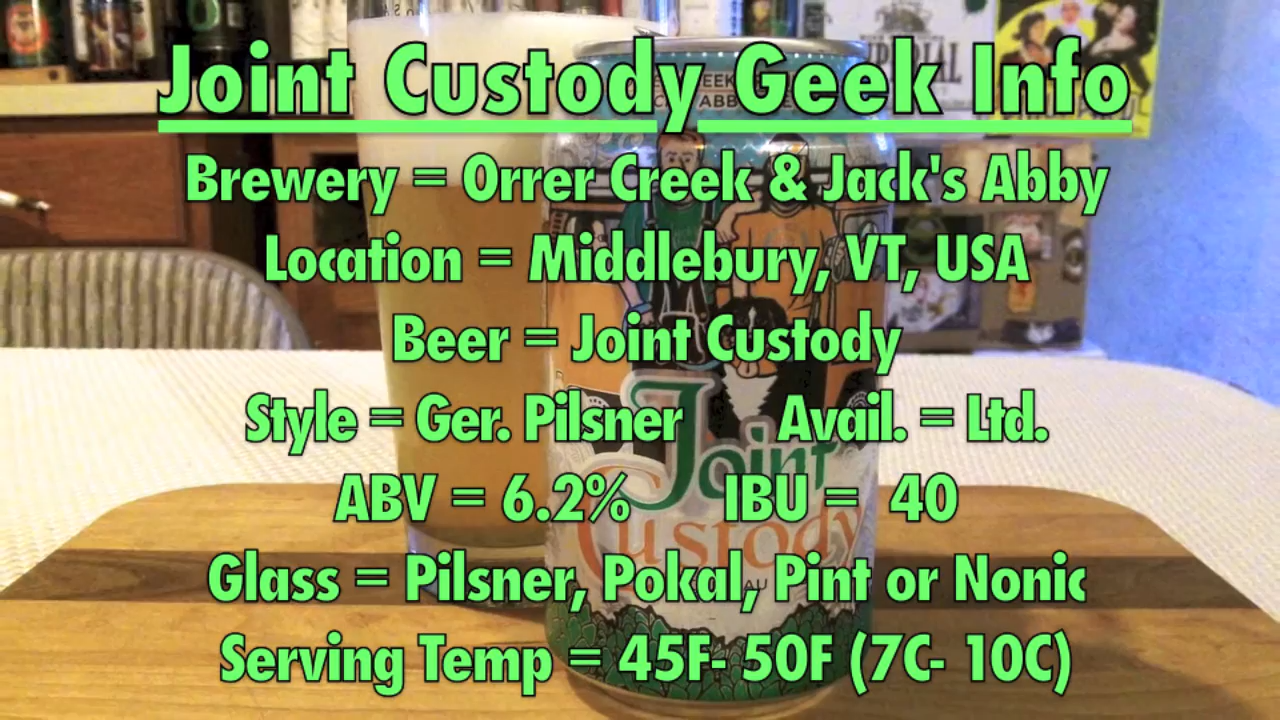 Joint Custody Geek Info
Brewery = Orrer Creek & Jack's Abby
Location = Middlebury, VT, USA
Beer = Joint Custody
Style = Ger. Pilsner Avail. = Ltd.
ABV = 6.2% IBU = 40
Glass = Pilsner, Pokal, Pint or Nonic
Serving Temp = 45F- 50F (7C- 10C)
Joint
Custody